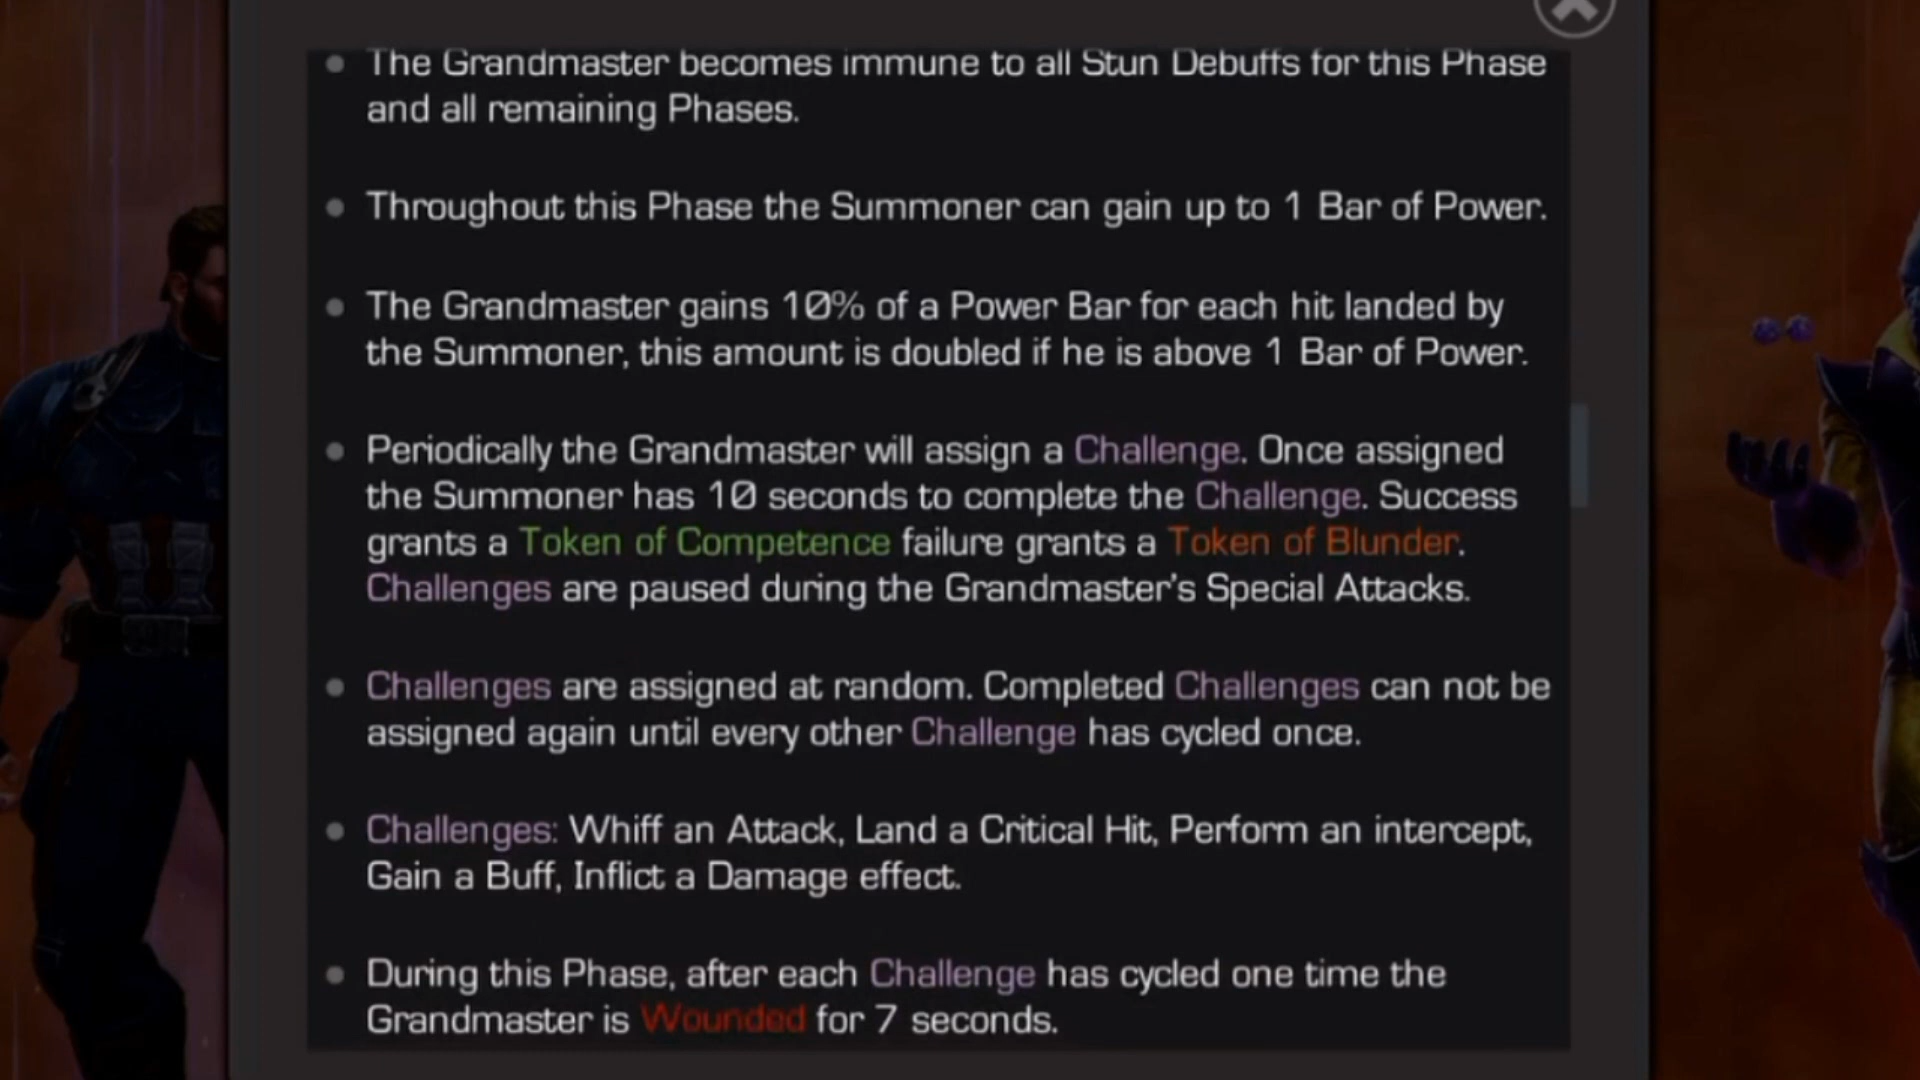 The Grandmaster becomes immune to all Stun Debuffs for this Phase
and all remaining Phases.
Throughout this Phase the Summoner can gain up to 1 Bar of Power.
The Grandmaster gains 10% of a Power Bar for each hit landed by
the Summoner, this amount is doubled if he is above 1 Bar of Power.
Periodically the Grandmaster will assign a Challenge. Once assigned
the Summoner has 10 seconds to complete the Challenge. Success
grants a Token of Competence failure grants a Token of Blunder.
Challenges are paused during the Grandmaster's Special Attacks.
Challenges are assigned at random. Completed Challenges can not be
assigned again until every other Challenge has cycled once.
Challenges: Whiff an Attack, Land a Critical Hit, Perform an intercept,
Gain a Buff, Inflict a Damage effect.
During this Phase, after each Challenge has cycled one time the
Grandmaster is Wounded for 7 seconds.